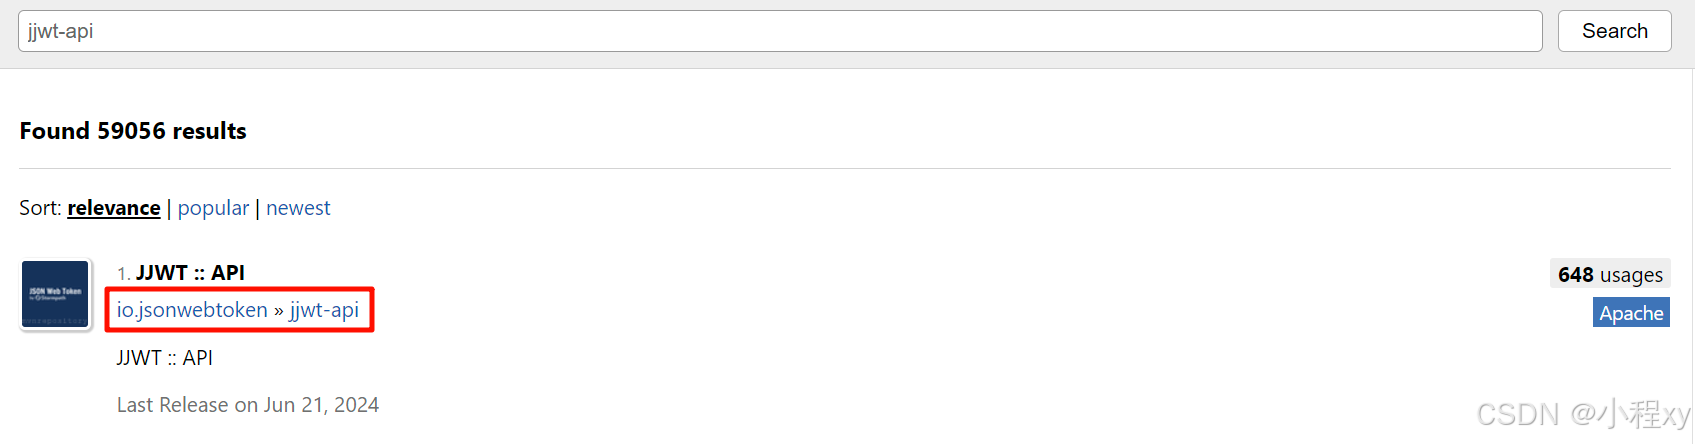 jjwt-api
Search
Found 59056 results
Sort: relevance | popular | newest
JSON Web Token
1. JJWT :: API
648 usages
io.jsonwebtoken » jjwt-api
Apache
JJWT :: API
Last Release on Jun 21, 2024
CSDN @小程xy